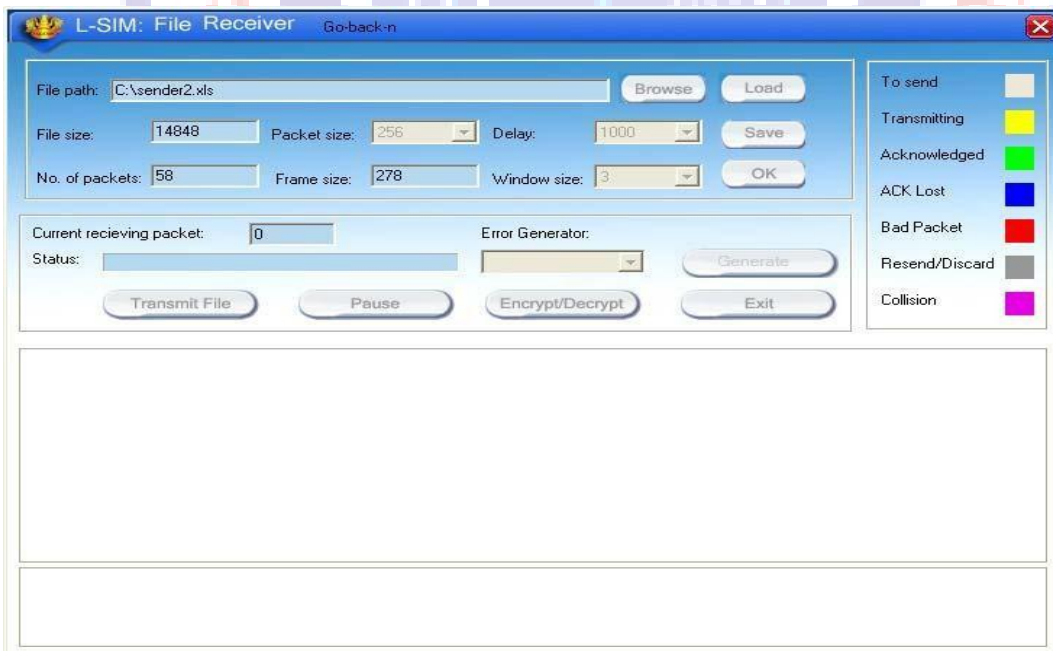 L-SIM: File Receiver Go-back-n
File path: C:\sender2.xls Browse Load
File size: 14848 Packet size: 256 Delay: 1000 Save
No. of packets: 58 Frame size: 278 Window size: 3 OK
Current recieving packet: 0 Error Generator:
Status: Generate
Transmit File Pause Encrypt/Decrypt Exit
To send
Transmitting
Acknowledged
ACK Lost
Bad Packet
Resend/Discard
Collision